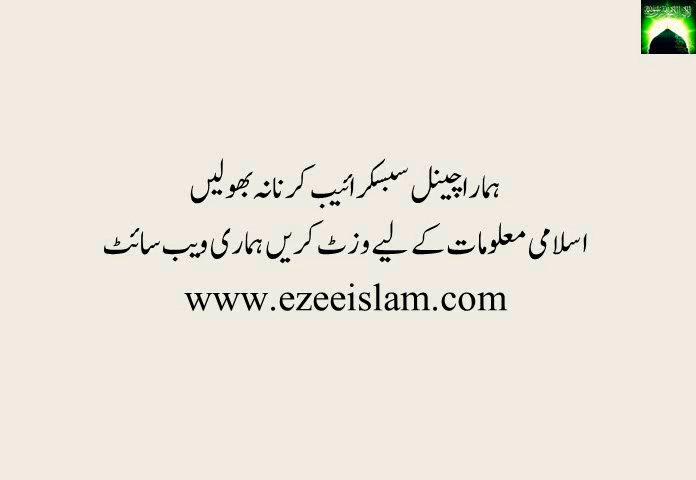 ہمارا چینل سبسکرائیب کرنا نہ بھولیں
اسلامی معلومات کے لیے وزٹ کریں ہماری ویب سائٹ
www.ezeeislam.com